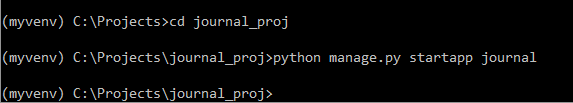 (myvenv) C:\Projects>cd journal_proj
(myvenv) C:\Projects\journal_proj>python manage.py startapp journal
(myvenv) C:\Projects\journal_proj>